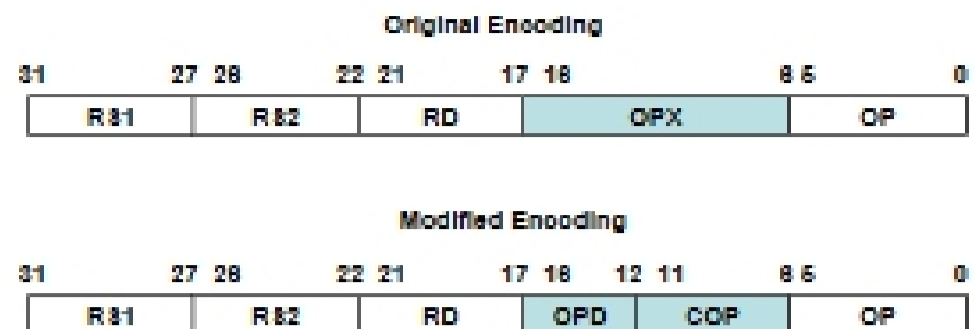 Original Encoding
31 27 26 22 21 17 16 6 5 0
RS1 RS2 RD OPX OP
Modified Encoding
31 27 26 22 21 17 16 12 11 6 5 0
RS1 RS2 RD OPD COP OP